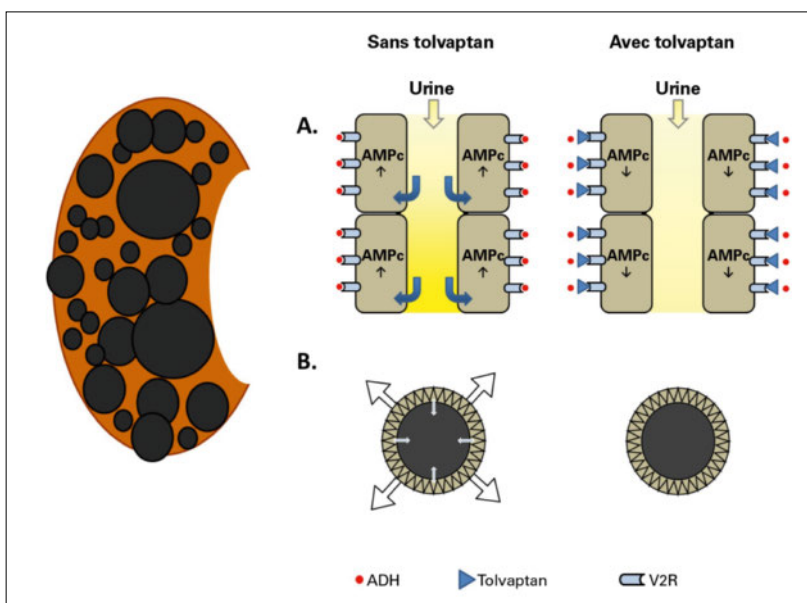 Sans tolvaptan Avec tolvaptan
Urine Urine
A.
AMPc ↑ AMPc ↑ AMPc ↓ AMPc ↓
AMPc ↑ AMPc ↑ AMPc ↓ AMPc ↓
B.
ADH Tolvaptan V2R